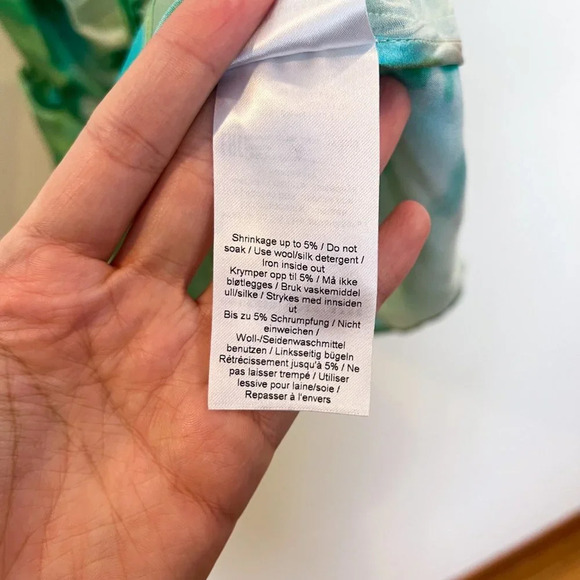 Shrinkage up to 5% / Do not
soak / Use wool/silk detergent /
Iron inside out
Krymper opp til 5% / Må ikke
bløtlegges / Bruk vaskemiddel
ull/silke / Strykes med innsiden
ut
Bis zu 5% Schrumpfung / Nicht
einweichen /
Woll-/Seidenwaschmittel
benutzen / Linksseitig bügeln
Rétrécissement jusqu'à 5% / Ne
pas laisser trempé / Utiliser
lessive pour laine/soie /
Repasser à l'envers